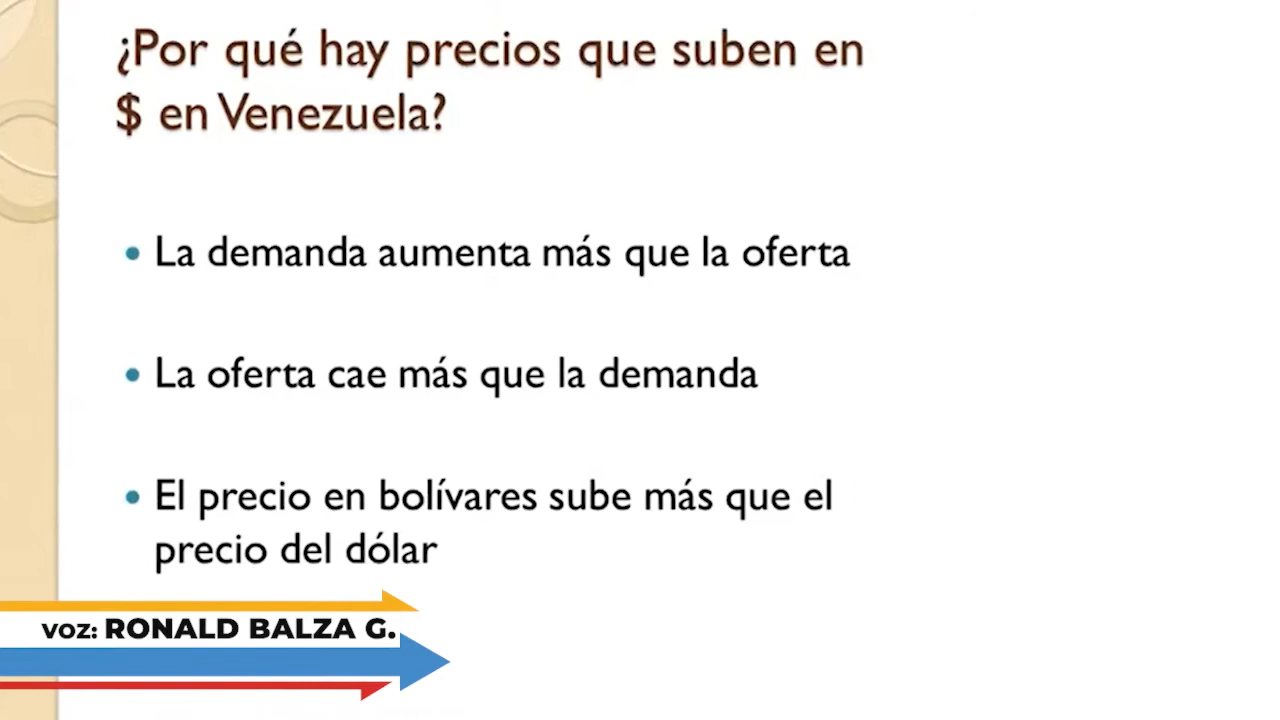 ¿Por qué hay precios que suben en
$ en Venezuela?
• La demanda aumenta más que la oferta
• La oferta cae más que la demanda
• El precio en bolívares sube más que el
precio del dólar
VOZ: RONALD BALZA G.